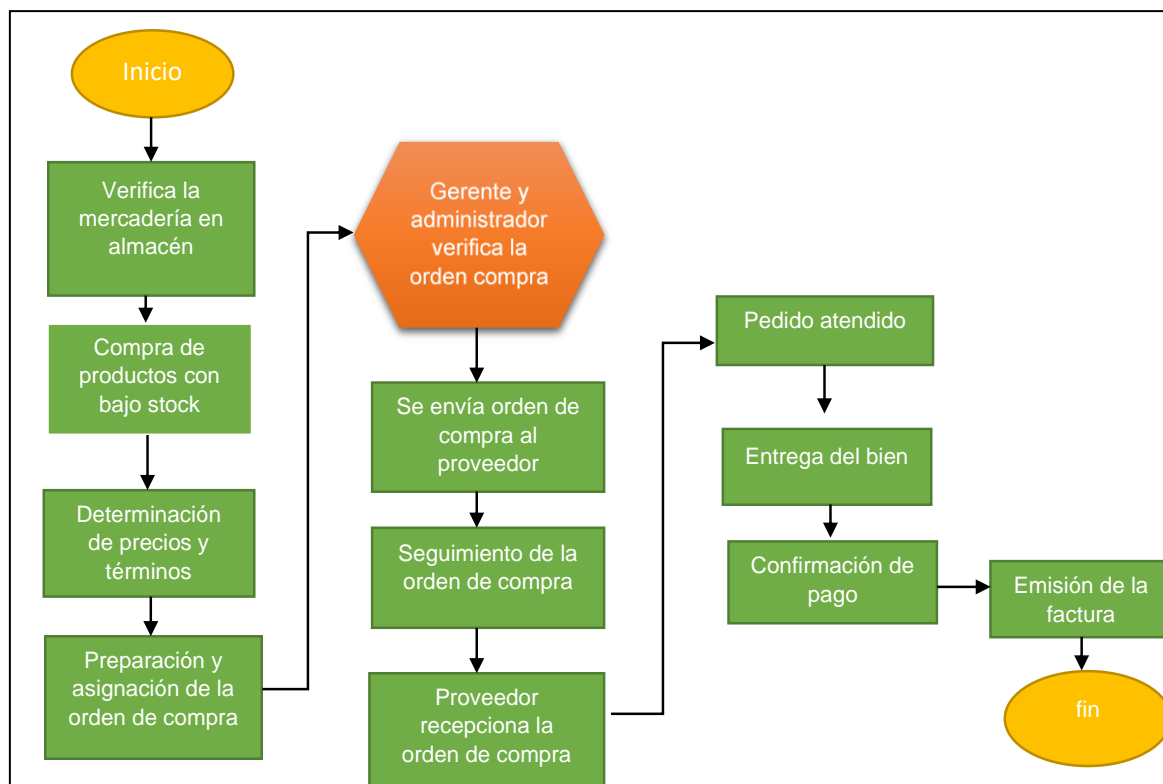 Inicio
Verifica la
mercadería en
almacén
Compra de
productos con
bajo stock
Determinación
de precios y
términos
Preparación y
asignación de la
orden de compra
Gerente y
administrador
verifica la
orden compra
Se envía orden de
compra al
proveedor
Seguimiento de la
orden de compra
Proveedor
recepciona la
orden de compra
Pedido atendido
Entrega del bien
Confirmación de
pago
Emisión de la
factura
fin